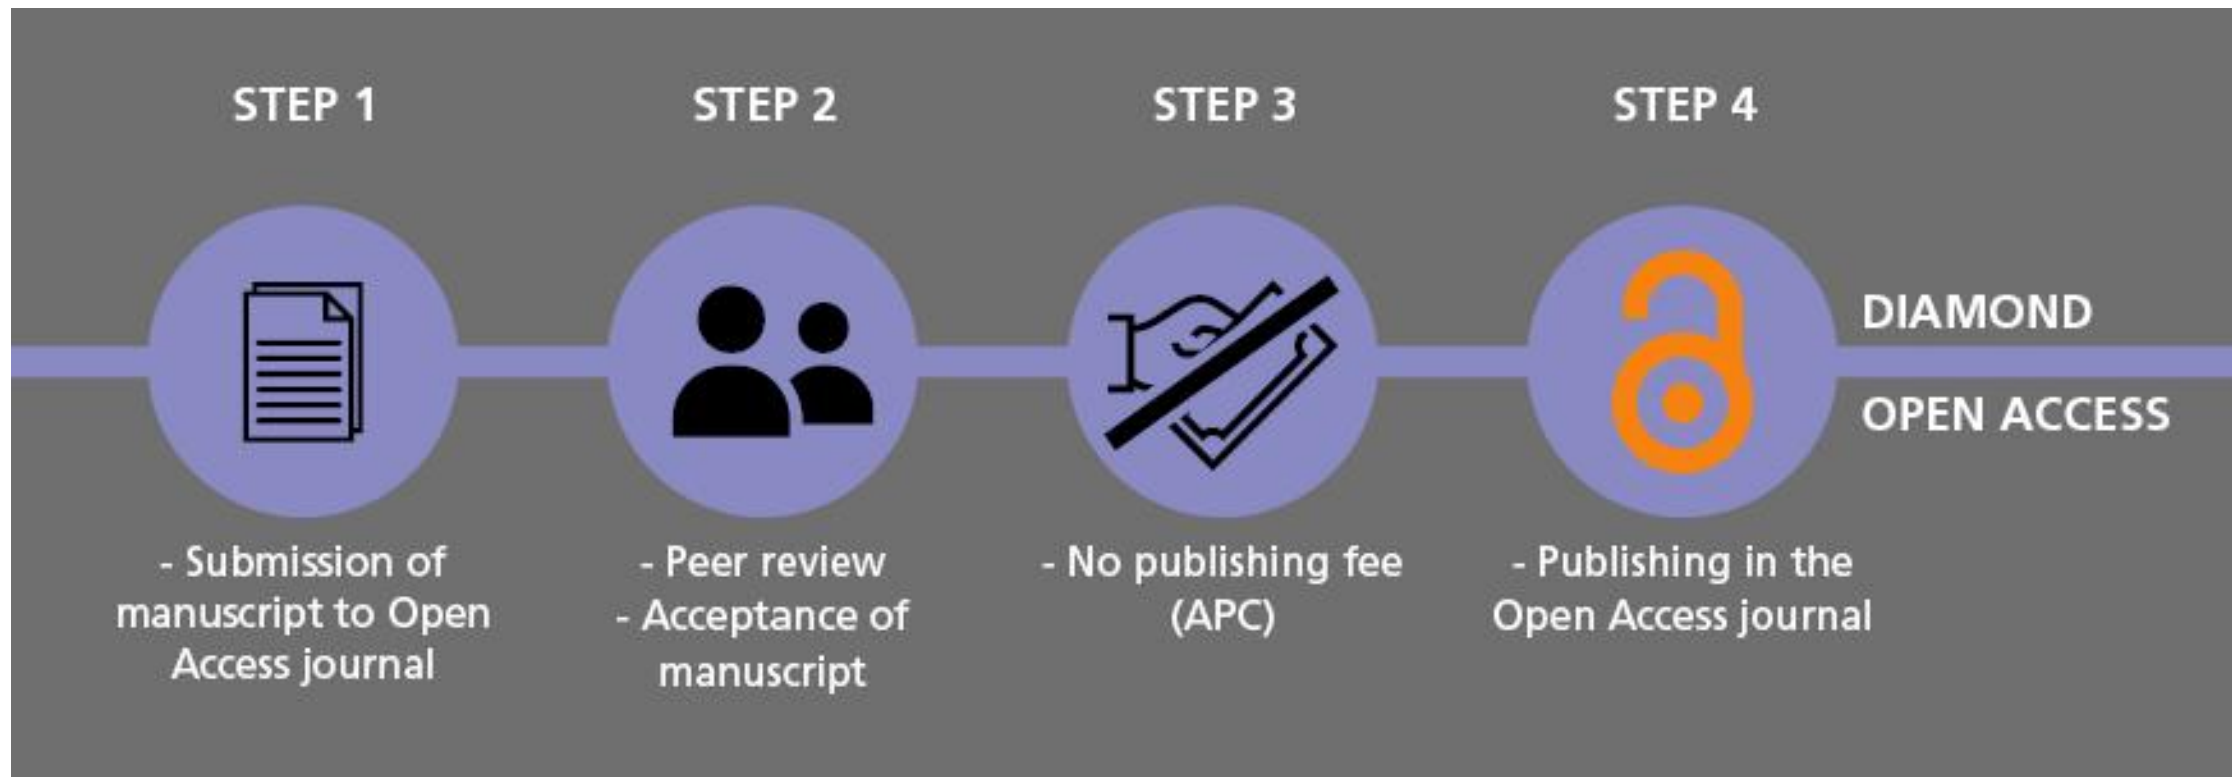 STEP 1
- Submission of
manuscript to Open
Access journal
STEP 2
- Peer review
- Acceptance of
manuscript
STEP 3
- No publishing fee
(APC)
STEP 4
- Publishing in the
Open Access journal
DIAMOND
OPEN ACCESS